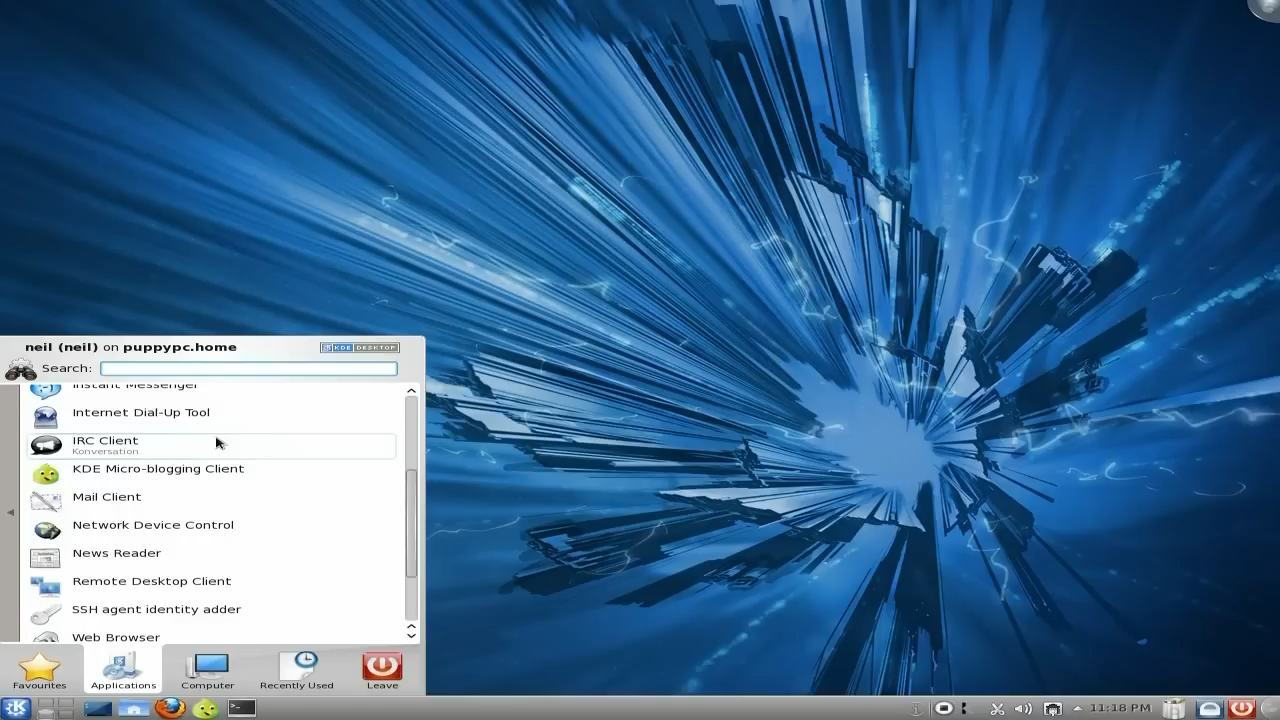 neil (neil) on puppypc.home
KDE DESKTOP
Search:
Instant Messenger
Internet Dial-Up Tool
IRC Client
Konversation
KDE Micro-blogging Client
Mail Client
Network Device Control
News Reader
Remote Desktop Client
SSH agent identity adder
Web Browser
Favourites
Applications
Computer
Recently Used
Leave
11:18 PM